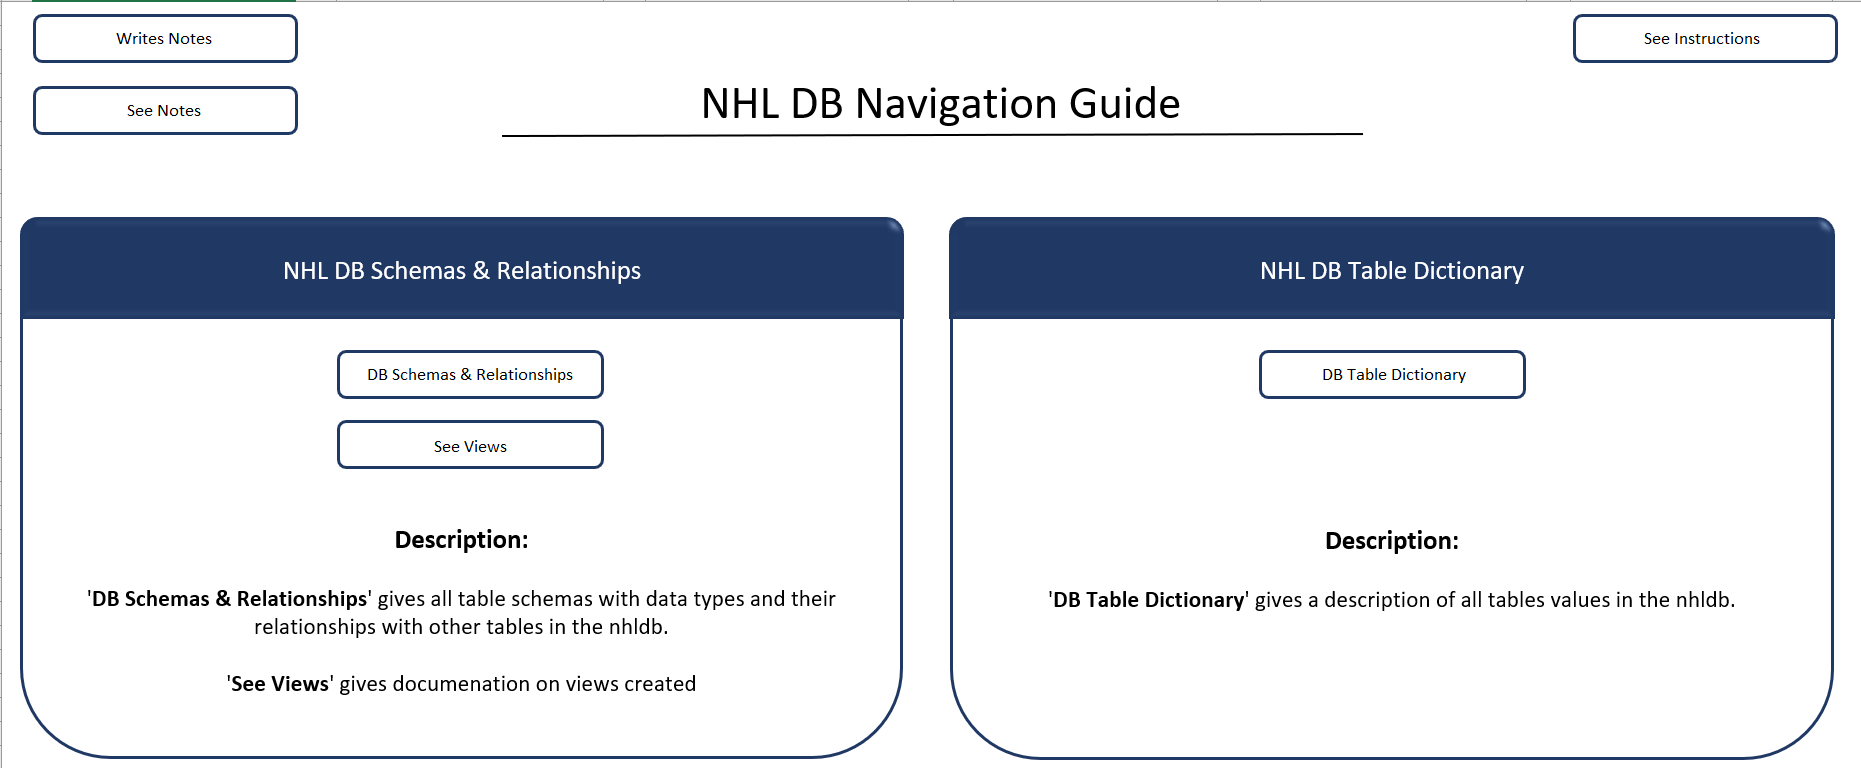 Writes Notes
See Instructions
See Notes
NHL DB Navigation Guide
NHL DB Schemas & Relationships
DB Schemas & Relationships
See Views
Description:
'DB Schemas & Relationships' gives all table schemas with data types and their
relationships with other tables in the nhldb.
'See Views' gives documenation on views created
NHL DB Table Dictionary
DB Table Dictionary
Description:
'DB Table Dictionary' gives a description of all tables values in the nhldb.